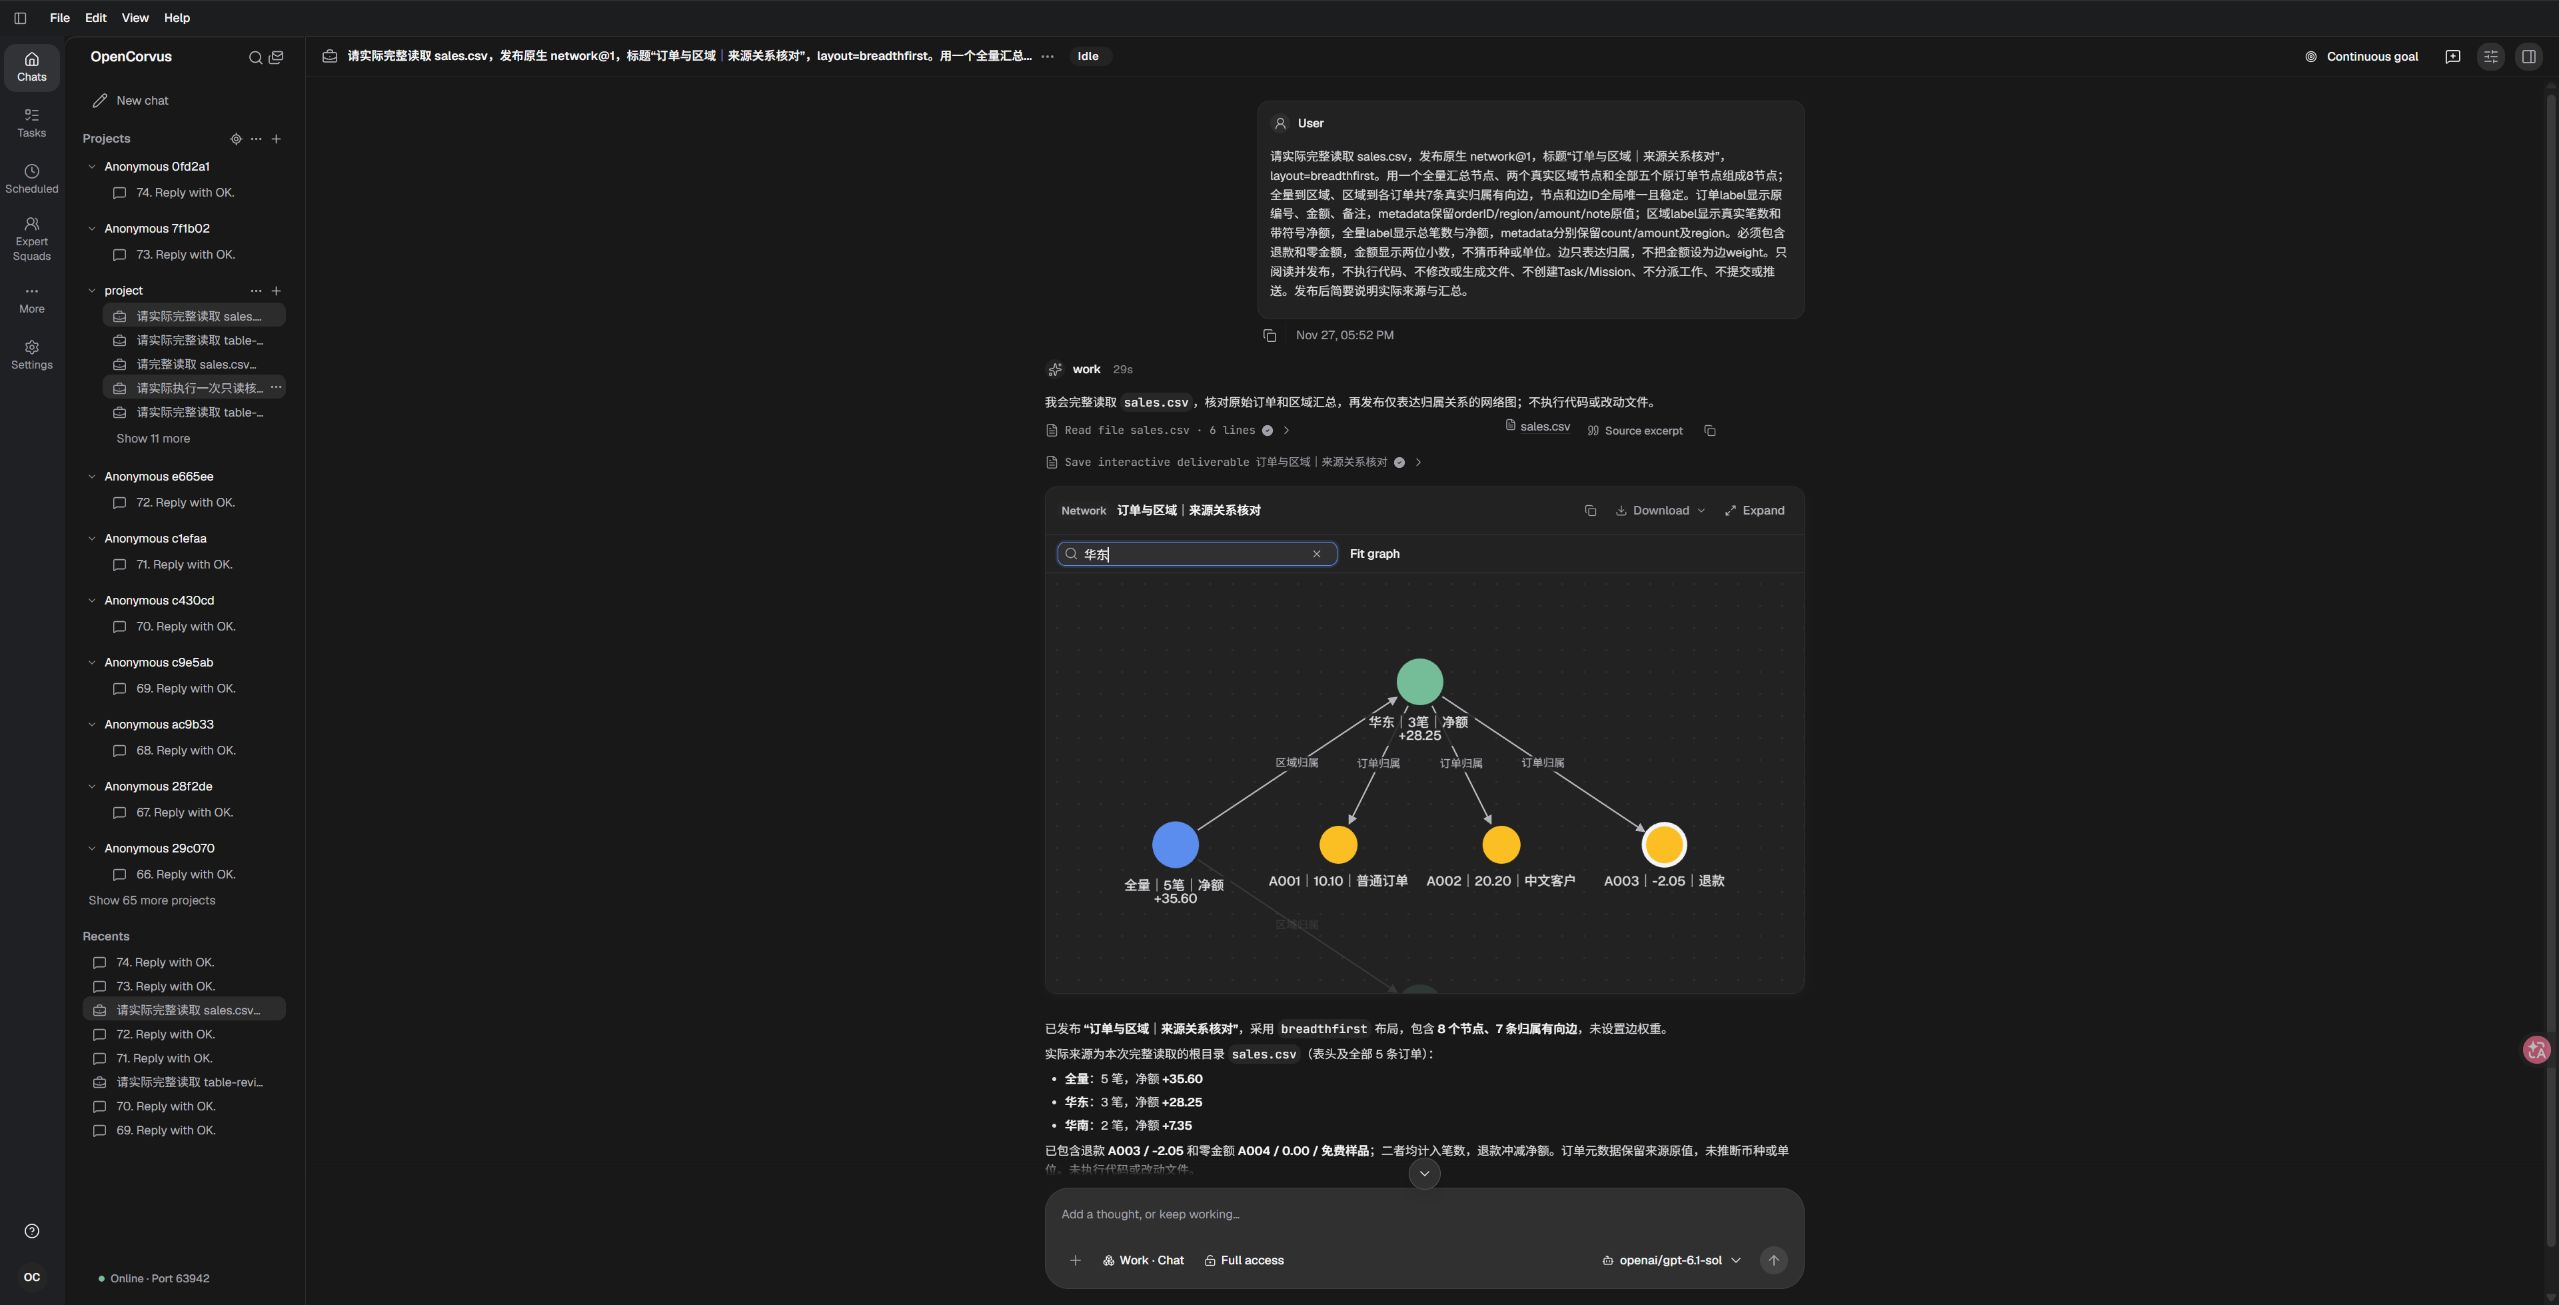 File Edit View Help
Chats
Tasks
Scheduled
Expert
Squads
More
Settings
OC
OpenCorvus
New chat
Projects
Anonymous 0fd2a1
74. Reply with OK.
Anonymous 7f1b02
73. Reply with OK.
project
请实际完整读取 sales....
请实际完整读取 table-...
请完整读取 sales.csv...
请实际执行一次只读核...
请实际完整读取 table-...
Show 11 more
Anonymous e665ee
72. Reply with OK.
Anonymous c1efaa
71. Reply with OK.
Anonymous c430cd
70. Reply with OK.
Anonymous c9e5ab
69. Reply with OK.
Anonymous ac9b33
68. Reply with OK.
Anonymous 28f2de
67. Reply with OK.
Anonymous 29c070
66. Reply with OK.
Show 65 more projects
Recents
74. Reply with OK.
73. Reply with OK.
请实际完整读取 sales.csv...
72. Reply with OK.
71. Reply with OK.
请实际完整读取 table-revi...
70. Reply with OK.
69. Reply with OK.
Online · Port 63942
请实际完整读取 sales.csv，发布原生 network@1，标题“订单与区域｜来源关系核对”，layout=breadthfirst。用一个全量汇总... Idle
Continuous goal
User
请实际完整读取 sales.csv，发布原生 network@1，标题“订单与区域｜来源关系核对”，
layout=breadthfirst。用一个全量汇总节点、两个真实区域节点和全部五个原订单节点组成8节点；
全量到区域、区域到各订单共7条真实归属有向边，节点和边ID全局唯一且稳定。订单label显示原
编号、金额、备注，metadata保留orderID/region/amount/note原值；区域label显示真实笔数和
带符号净额，全量label显示总笔数与净额，metadata分别保留count/amount及region。必须包含
退款和零金额，金额显示两位小数，不猜币种或单位。边只表达归属，不把金额设为边weight。只
阅读并发布，不执行代码、不修改或生成文件、不创建Task/Mission、不分派工作、不提交或推
送。发布后简要说明实际来源与汇总。
Nov 27, 05:52 PM
work 29s
我会完整读取 sales.csv，核对原始订单和区域汇总，再发布仅表达归属关系的网络图；不执行代码或改动文件。
Read file sales.csv · 6 lines
sales.csv Source excerpt
Save interactive deliverable 订单与区域｜来源关系核对
Network 订单与区域｜来源关系核对
Download Expand
华东
Fit graph
华东｜3笔｜净额
+28.25
区域归属 订单归属 订单归属 订单归属
全量｜5笔｜净额
+35.60
A001｜10.10｜普通订单 A002｜20.20｜中文客户 A003｜-2.05｜退款
区域归属
已发布 “订单与区域｜来源关系核对”，采用 breadthfirst 布局，包含 8 个节点、7 条归属有向边，未设置边权重。
实际来源为本次完整读取的根目录 sales.csv（表头及全部 5 条订单）：
• 全量：5 笔，净额 +35.60
• 华东：3 笔，净额 +28.25
• 华南：2 笔，净额 +7.35
已包含退款 A003 / -2.05 和零金额 A004 / 0.00 / 免费样品；二者均计入笔数，退款冲减净额。订单元数据保留来源原值，未推断币种或单
位。未执行代码或改动文件。
Add a thought, or keep working...
Work · Chat Full access
openai/gpt-6.1-sol